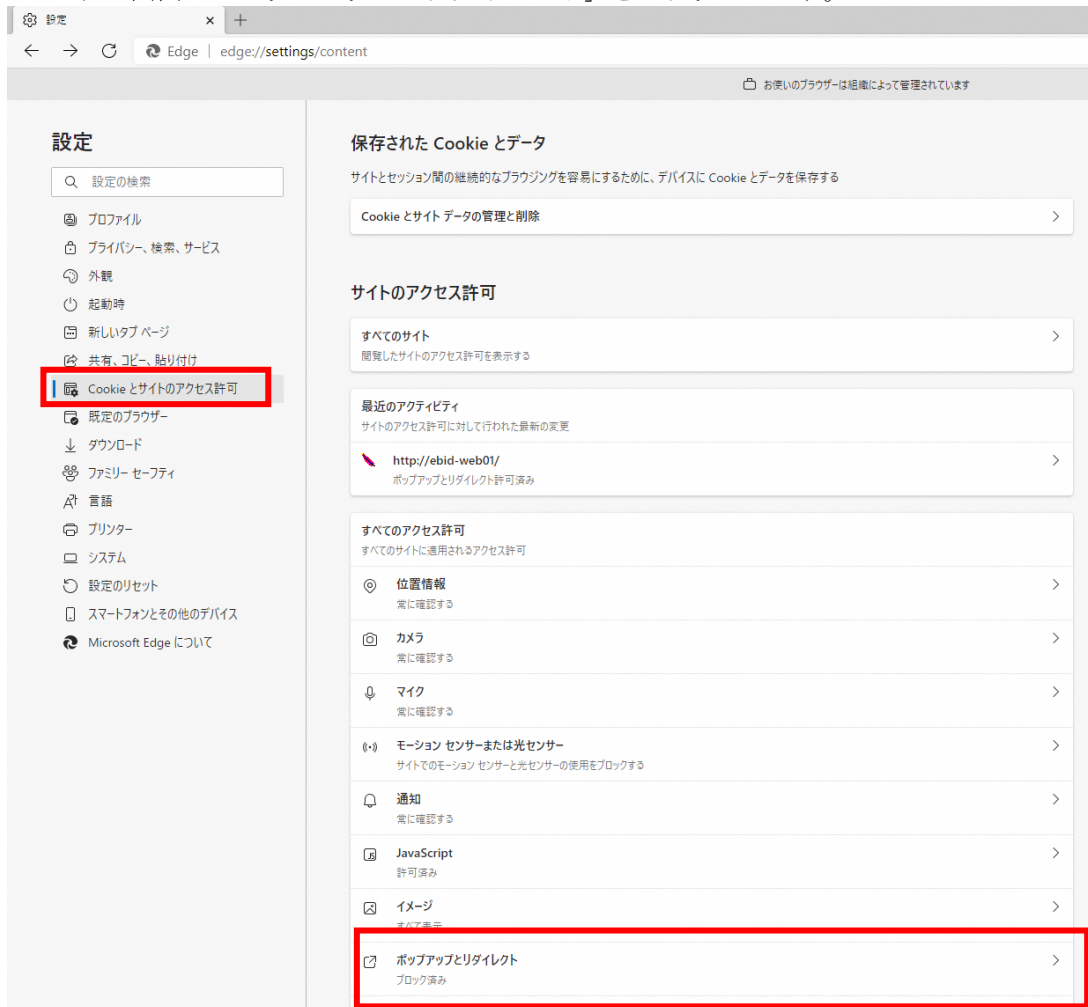 設定
Edge | edge://settings/content
お使いのブラウザーは組織によって管理されています
設定
設定の検索
プロファイル
プライバシー、検索、サービス
外観
起動時
新しいタブ ページ
共有、コピー、貼り付け
Cookie とサイトのアクセス許可
既定のブラウザー
ダウンロード
ファミリー セーフティ
言語
プリンター
システム
設定のリセット
スマートフォンとその他のデバイス
Microsoft Edge について
保存された Cookie とデータ
サイトとセッション間の継続的なブラウジングを容易にするために、デバイスに Cookie とデータを保存する
Cookie とサイト データの管理と削除
サイトのアクセス許可
すべてのサイト
閲覧したサイトのアクセス許可を表示する
最近のアクティビティ
サイトのアクセス許可に対して行われた最新の変更
http://ebid-web01/
ポップアップとリダイレクト許可済み
すべてのアクセス許可
すべてのサイトに適用されるアクセス許可
位置情報
常に確認する
カメラ
常に確認する
マイク
常に確認する
モーション センサーまたは光センサー
サイトでのモーション センサーと光センサーの使用をブロックする
通知
常に確認する
JavaScript
許可済み
イメージ
すべて表示
ポップアップとリダイレクト
ブロック済み